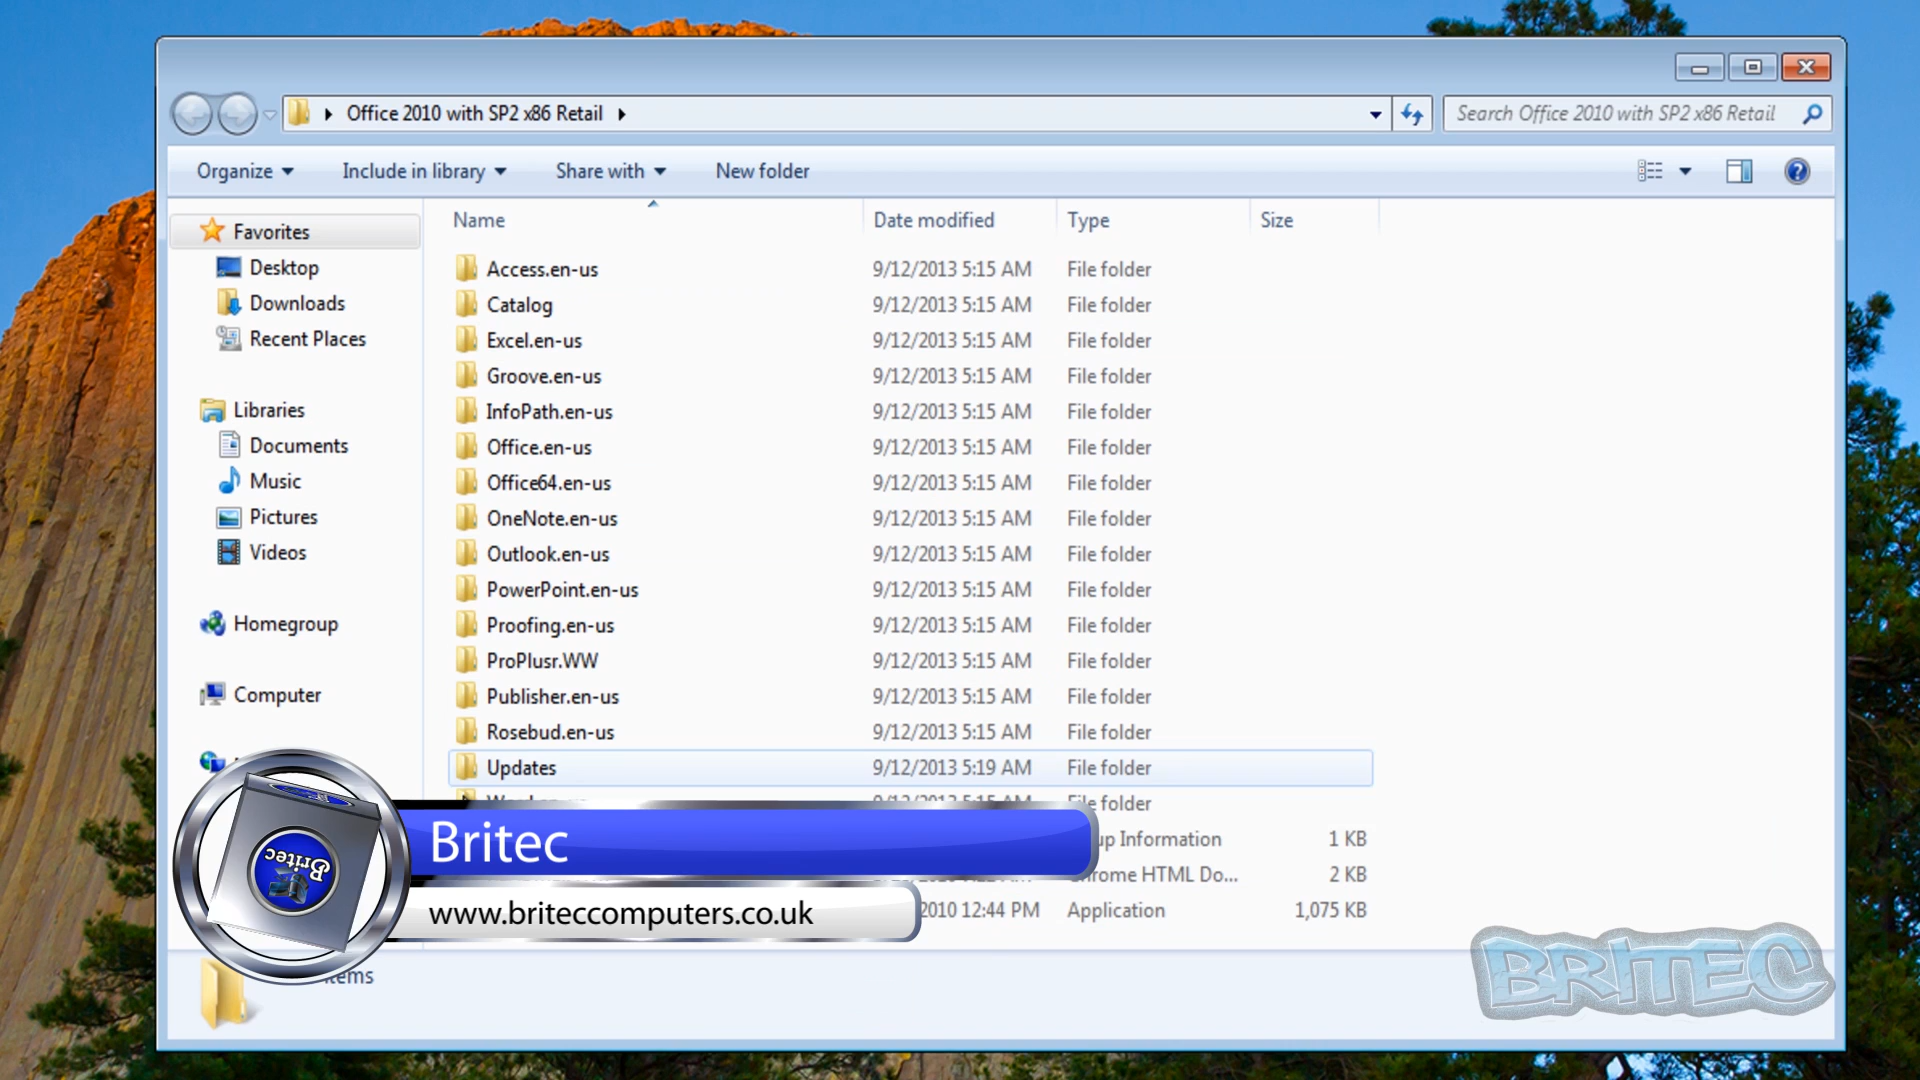 Office 2010 with SP2 x86 Retail
Search Office 2010 with SP2 x86 Retail
Organize Include in library Share with New folder
Name Date modified Type Size
Favorites
Desktop
Downloads
Recent Places
Libraries
Documents
Music
Pictures
Videos
Homegroup
Computer
Access.en-us 9/12/2013 5:15 AM File folder
Catalog 9/12/2013 5:15 AM File folder
Excel.en-us 9/12/2013 5:15 AM File folder
Groove.en-us 9/12/2013 5:15 AM File folder
InfoPath.en-us 9/12/2013 5:15 AM File folder
Office.en-us 9/12/2013 5:15 AM File folder
Office64.en-us 9/12/2013 5:15 AM File folder
OneNote.en-us 9/12/2013 5:15 AM File folder
Outlook.en-us 9/12/2013 5:15 AM File folder
PowerPoint.en-us 9/12/2013 5:15 AM File folder
Proofing.en-us 9/12/2013 5:15 AM File folder
ProPlusr.WW 9/12/2013 5:15 AM File folder
Publisher.en-us 9/12/2013 5:15 AM File folder
Rosebud.en-us 9/12/2013 5:15 AM File folder
Updates 9/12/2013 5:19 AM File folder
folder
Information 1 KB
HTML Do... 2 KB
2010 12:44 PM Application 1,075 KB
Britec
Britec
www.briteccomputers.co.uk
BRITEC